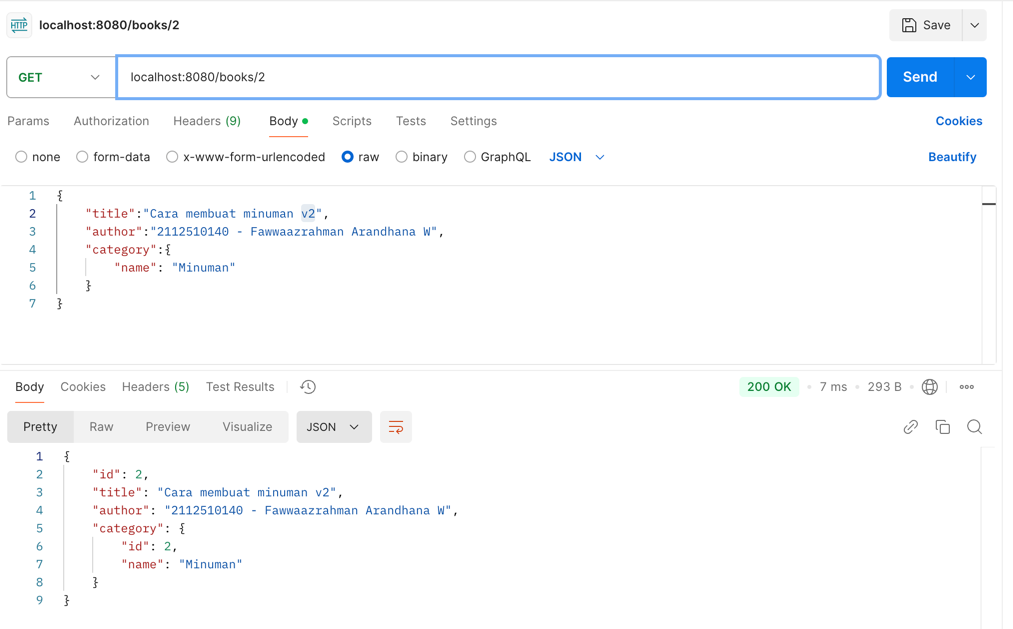 HTTP localhost:8080/books/2 Save
GET localhost:8080/books/2 Send
Params Authorization Headers (9) Body Scripts Tests Settings Cookies
none form-data x-www-form-urlencoded raw binary GraphQL JSON Beautify
1 {
2 "title":"Cara membuat minuman v2",
3 "author":"2112510140 - Fawwaazrahman Arandhana W",
4 "category":{
5 "name": "Minuman"
6 }
7 }
Body Cookies Headers (5) Test Results 200 OK • 7 ms • 293 B •
Pretty Raw Preview Visualize JSON
1 {
2 "id": 2,
3 "title": "Cara membuat minuman v2",
4 "author": "2112510140 - Fawwaazrahman Arandhana W",
5 "category": {
6 "id": 2,
7 "name": "Minuman"
8 }
9 }